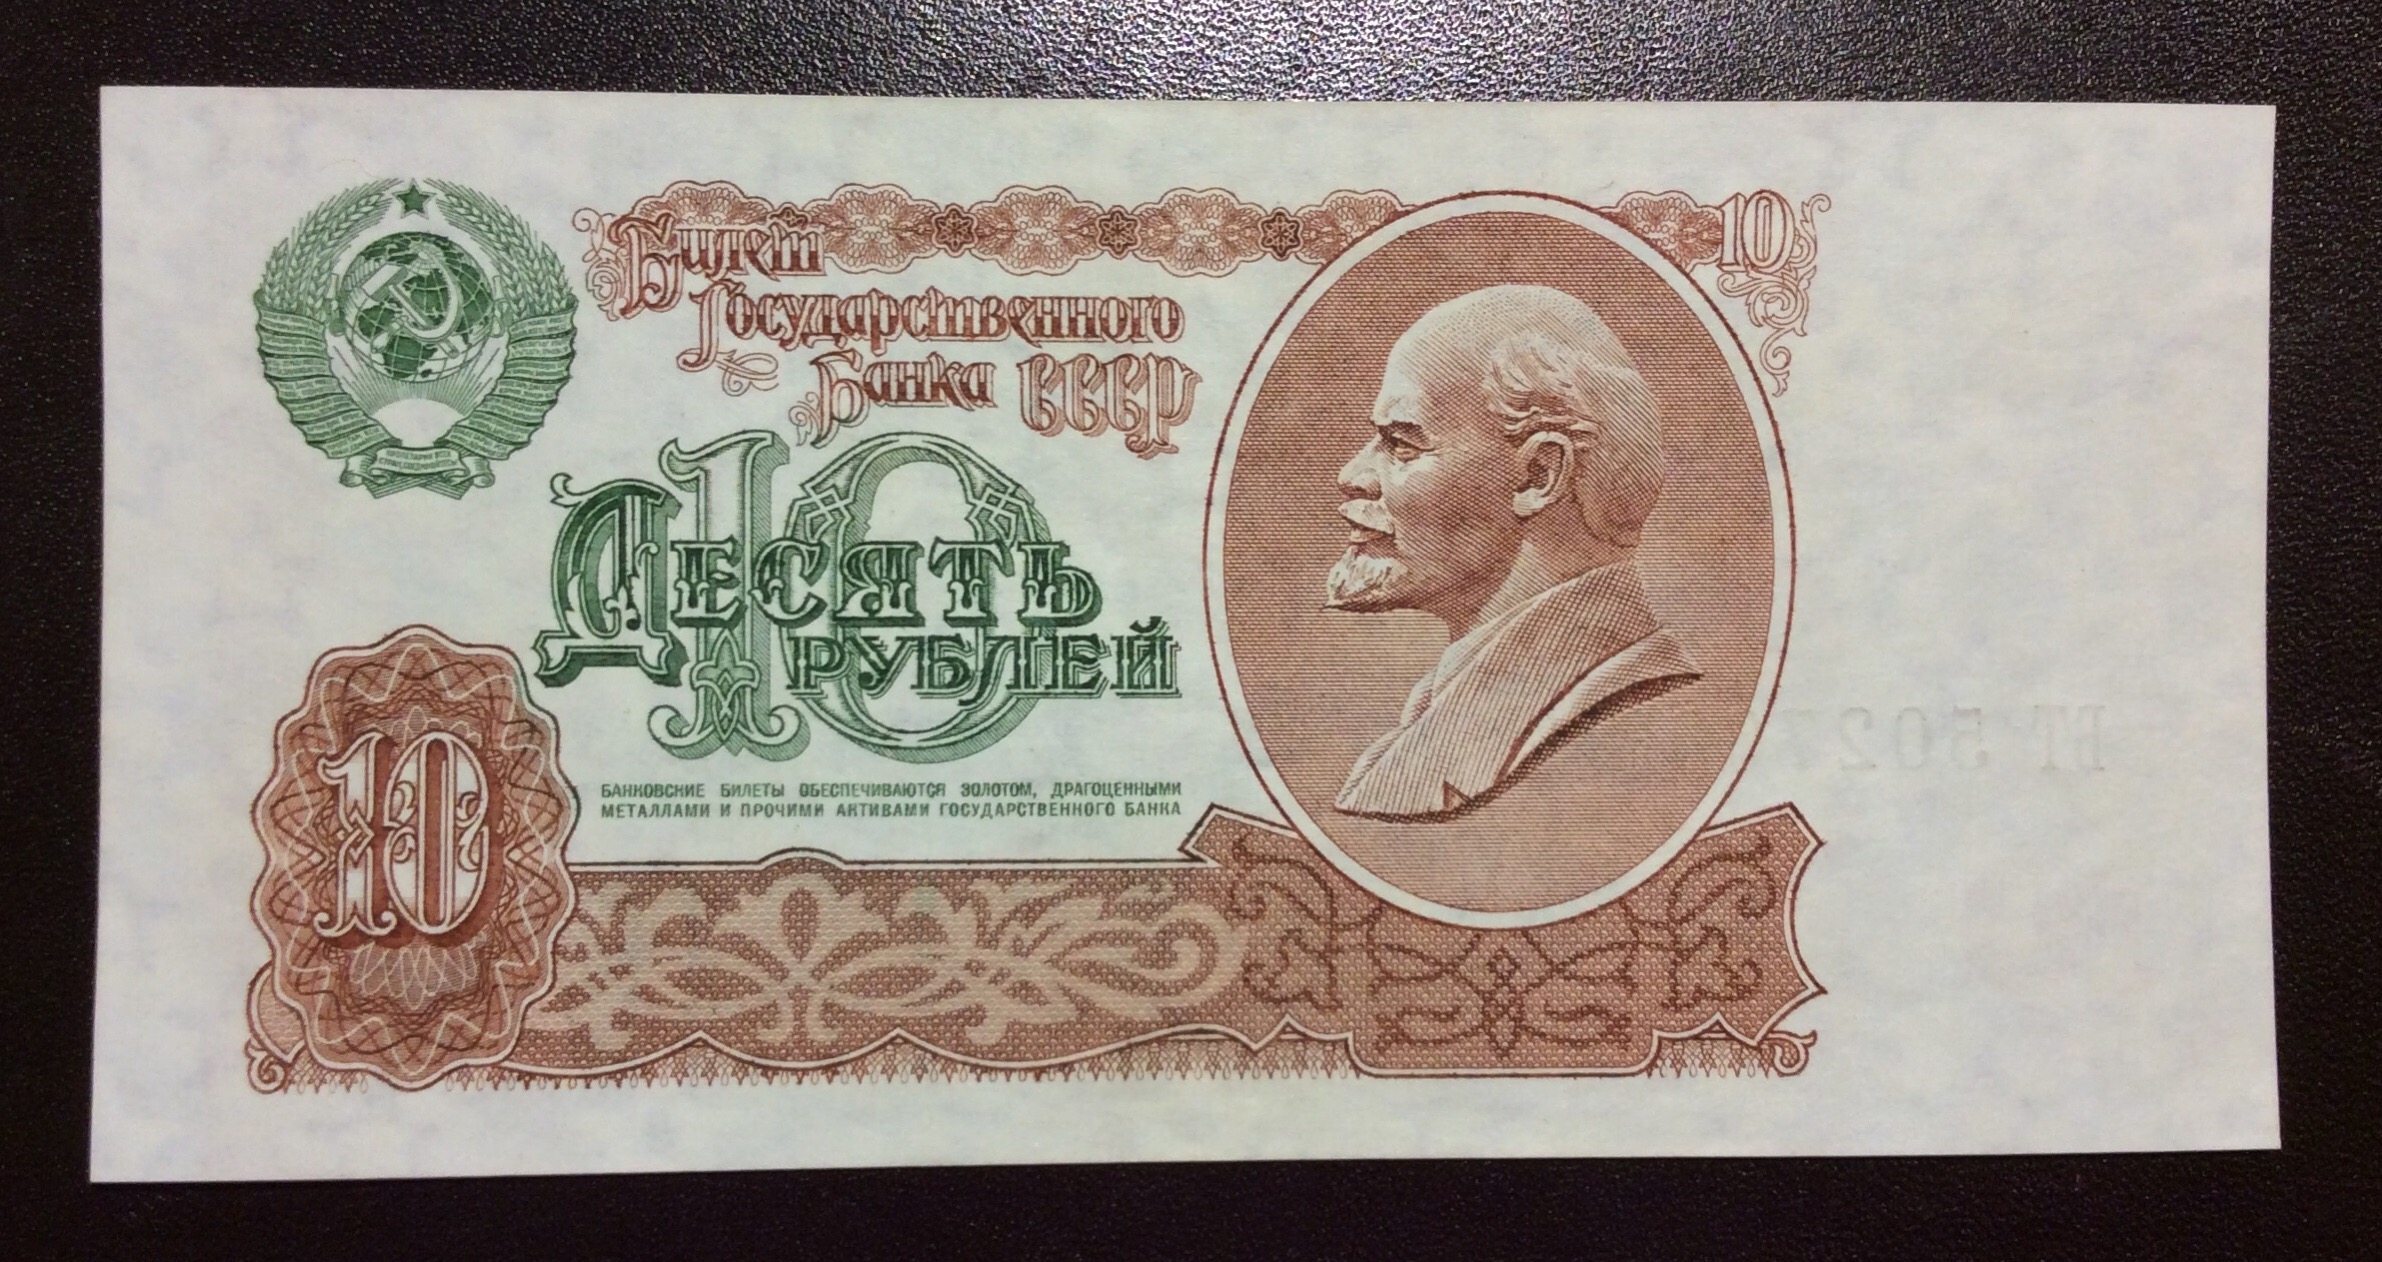 Билет 10
Государственного
Банка СССР
10
Десять
рублей
10
БАНКОВСКИЕ БИЛЕТЫ ОБЕСПЕЧИВАЮТСЯ ЗОЛОТОМ, ДРАГОЦЕННЫМИ
МЕТАЛЛАМИ И ПРОЧИМИ АКТИВАМИ ГОСУДАРСТВЕННОГО БАНКА